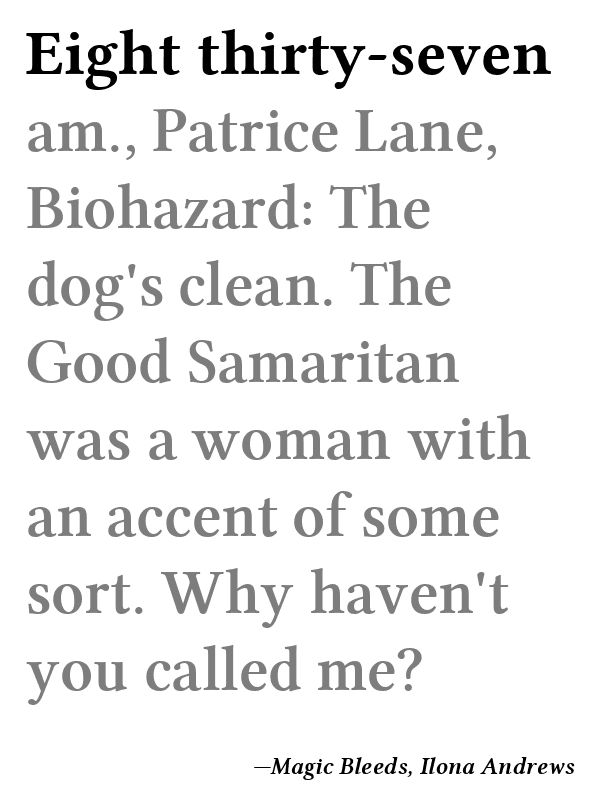 Eight thirty-seven
am., Patrice Lane,
Biohazard: The
dog's clean. The
Good Samaritan
was a woman with
an accent of some
sort. Why haven't
you called me?
—Magic Bleeds, Ilona Andrews